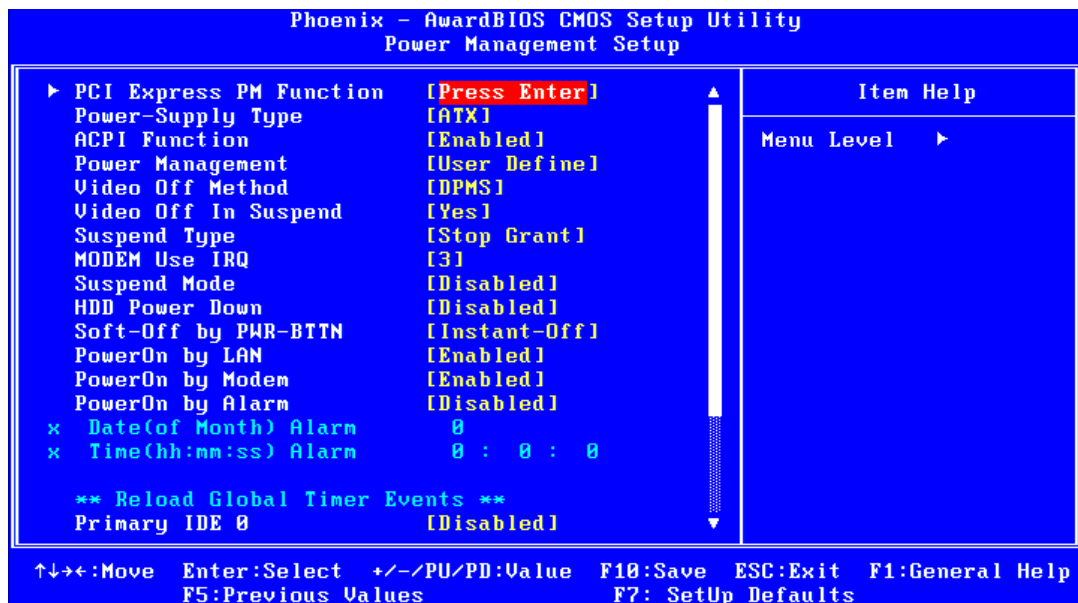 Phoenix - AwardBIOS CMOS Setup Utility
Power Management Setup
PCI Express PM Function [Press Enter]
Power-Supply Type [ATX]
ACPI Function [Enabled]
Power Management [User Define]
Video Off Method [DPMS]
Video Off In Suspend [Yes]
Suspend Type [Stop Grant]
MODEM Use IRQ [3]
Suspend Mode [Disabled]
HDD Power Down [Disabled]
Soft-Off by PWR-BTTN [Instant-Off]
PowerOn by LAN [Enabled]
PowerOn by Modem [Enabled]
PowerOn by Alarm [Disabled]
x Date(of Month) Alarm 0
x Time(hh:mm:ss) Alarm 0 : 0 : 0
** Reload Global Timer Events **
Primary IDE 0 [Disabled]
Item Help
Menu Level
↑↓→←:Move Enter:Select +/-/PU/PD:Value F10:Save ESC:Exit F1:General Help
F5:Previous Values F7: SetUp Defaults